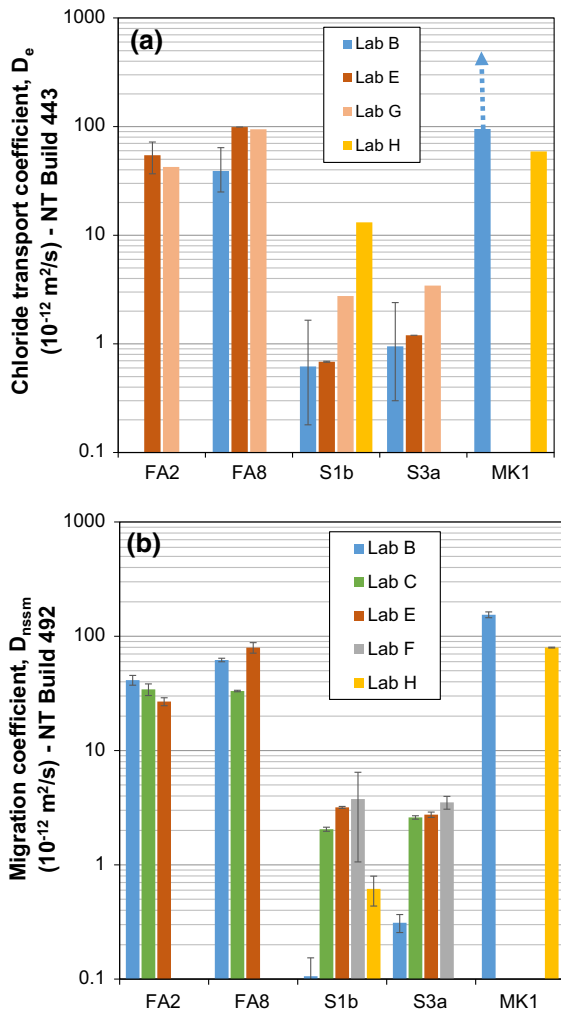 (a)
Chloride transport coefficient, Dₑ
(10⁻¹² m²/s) - NT Build 443
1000
100
10
1
0.1
Lab B
Lab E
Lab G
Lab H
FA2 FA8 S1b S3a MK1
(b)
Migration coefficient, Dₙₛₛₘ
(10⁻¹² m²/s) - NT Build 492
1000
100
10
1
0.1
Lab B
Lab C
Lab E
Lab F
Lab H
FA2 FA8 S1b S3a MK1